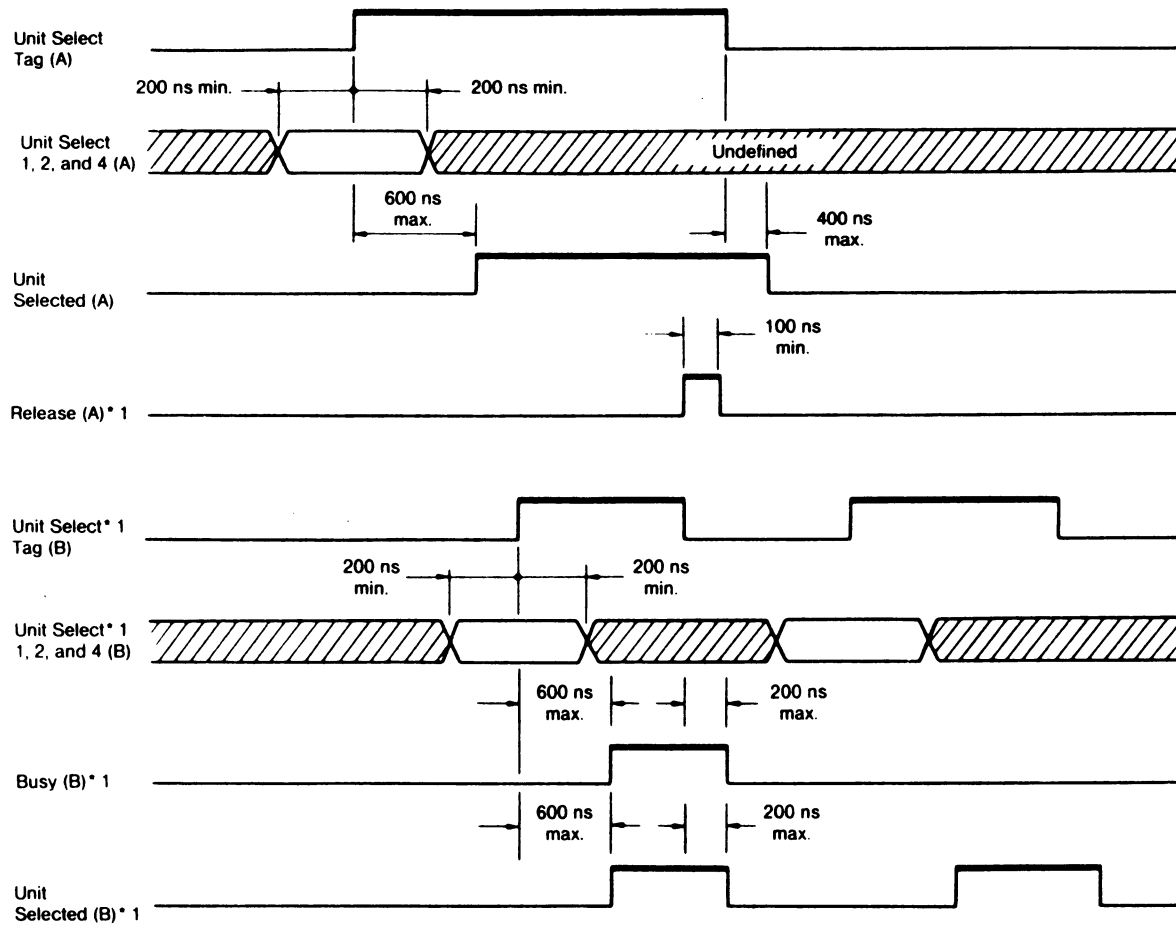 Unit Select
Tag (A)
200 ns min.
200 ns min.
Unit Select
1, 2, and 4 (A)
Undefined
600 ns
max.
400 ns
max.
Unit
Selected (A)
100 ns
min.
Release (A)* 1
Unit Select* 1
Tag (B)
200 ns
min.
200 ns
min.
Unit Select* 1
1, 2, and 4 (B)
600 ns
max.
200 ns
max.
Busy (B)* 1
600 ns
max.
200 ns
max.
Unit
Selected (B)* 1